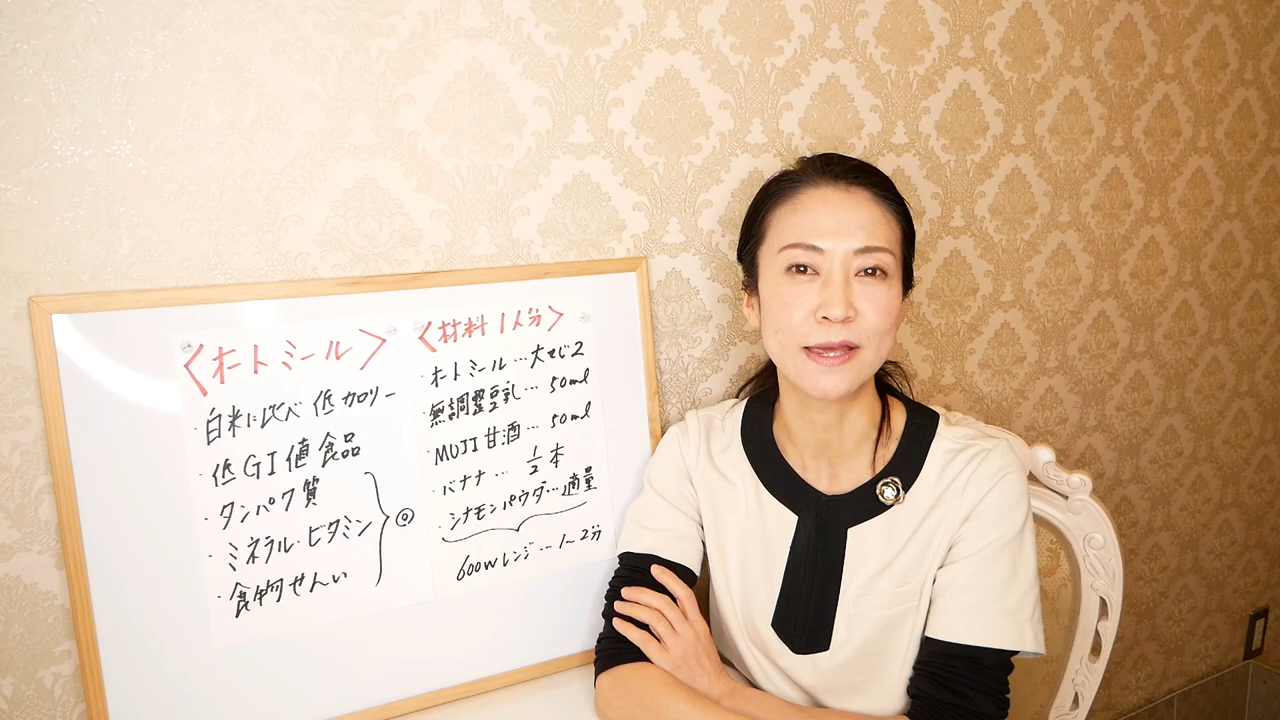 <オートミール>
・白米に比べ低カロリー
・低GI値食品
・タンパク質
・ミネラル・ビタミン
・食物せんい
◎
<材料1人分>
・オートミール…大さじ2
・無調整豆乳…50ml
・MUJI甘酒…50ml
・バナナ…1/2本
・シナモンパウダ…適量
600wレンジ…1〜2分